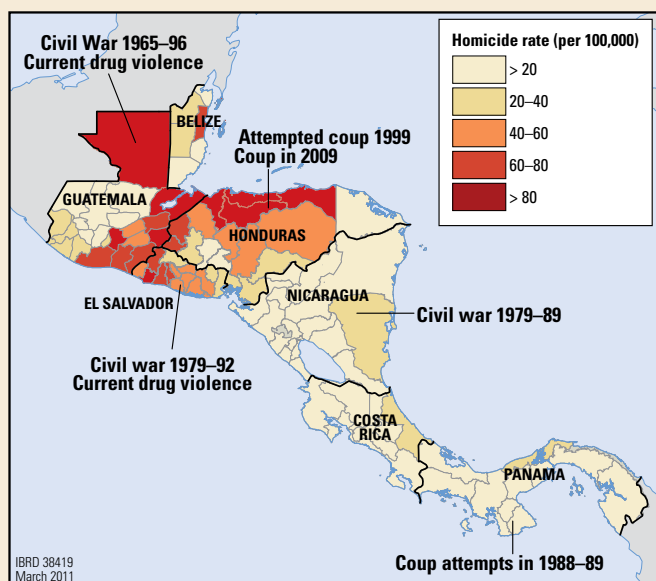 Civil War 1965–96
Current drug violence
Homicide rate (per 100,000)
> 20
20–40
40–60
60–80
> 80
BELIZE
Attempted coup 1999
Coup in 2009
GUATEMALA
HONDURAS
NICARAGUA
EL SALVADOR
Civil war 1979–89
Civil war 1979–92
Current drug violence
COSTA
RICA
PANAMA
Coup attempts in 1988–89
IBRD 38419
March 2011